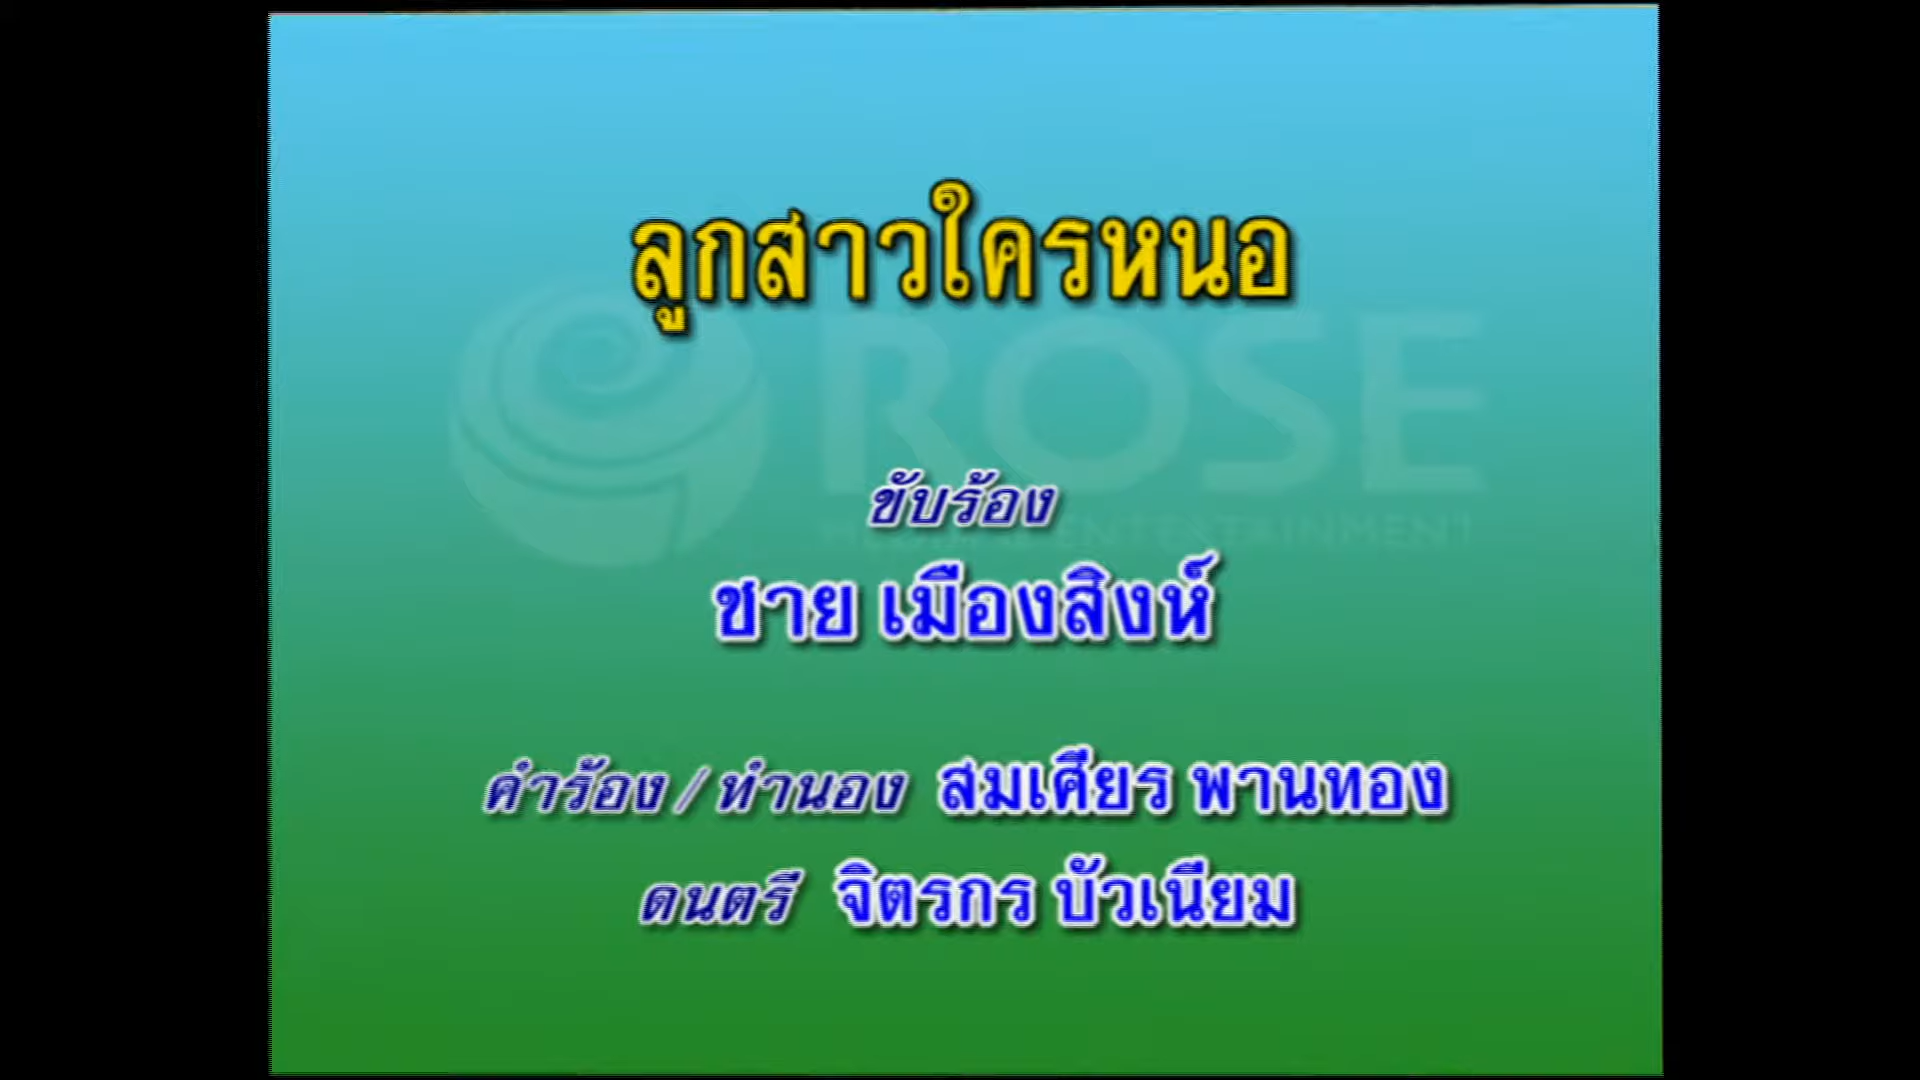 ลูกสาวใครหนอ
ROSE
MEDIA & ENTERTAINMENT
ขับร้อง
ชาย เมืองสิงห์
คำร้อง / ทำนอง สมเศียร พานทอง
ดนตรี จิตรกร บัวเนียม